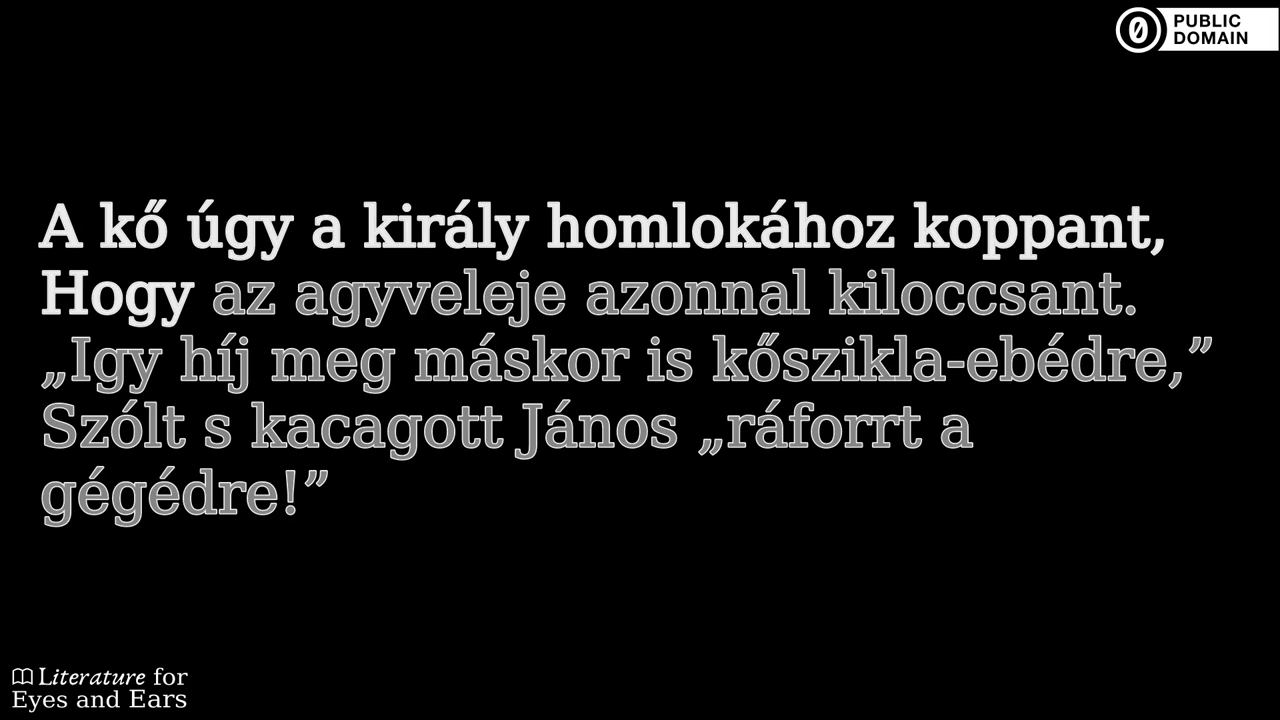 PUBLIC
DOMAIN
A kő úgy a király homlokához koppant,
Hogy az agyveleje azonnal kiloccsant.
„Igy híj meg máskor is kőszikla-ebédre,”
Szólt s kacagott János „ráforrt a
gégédre!”
Literature for
Eyes and Ears